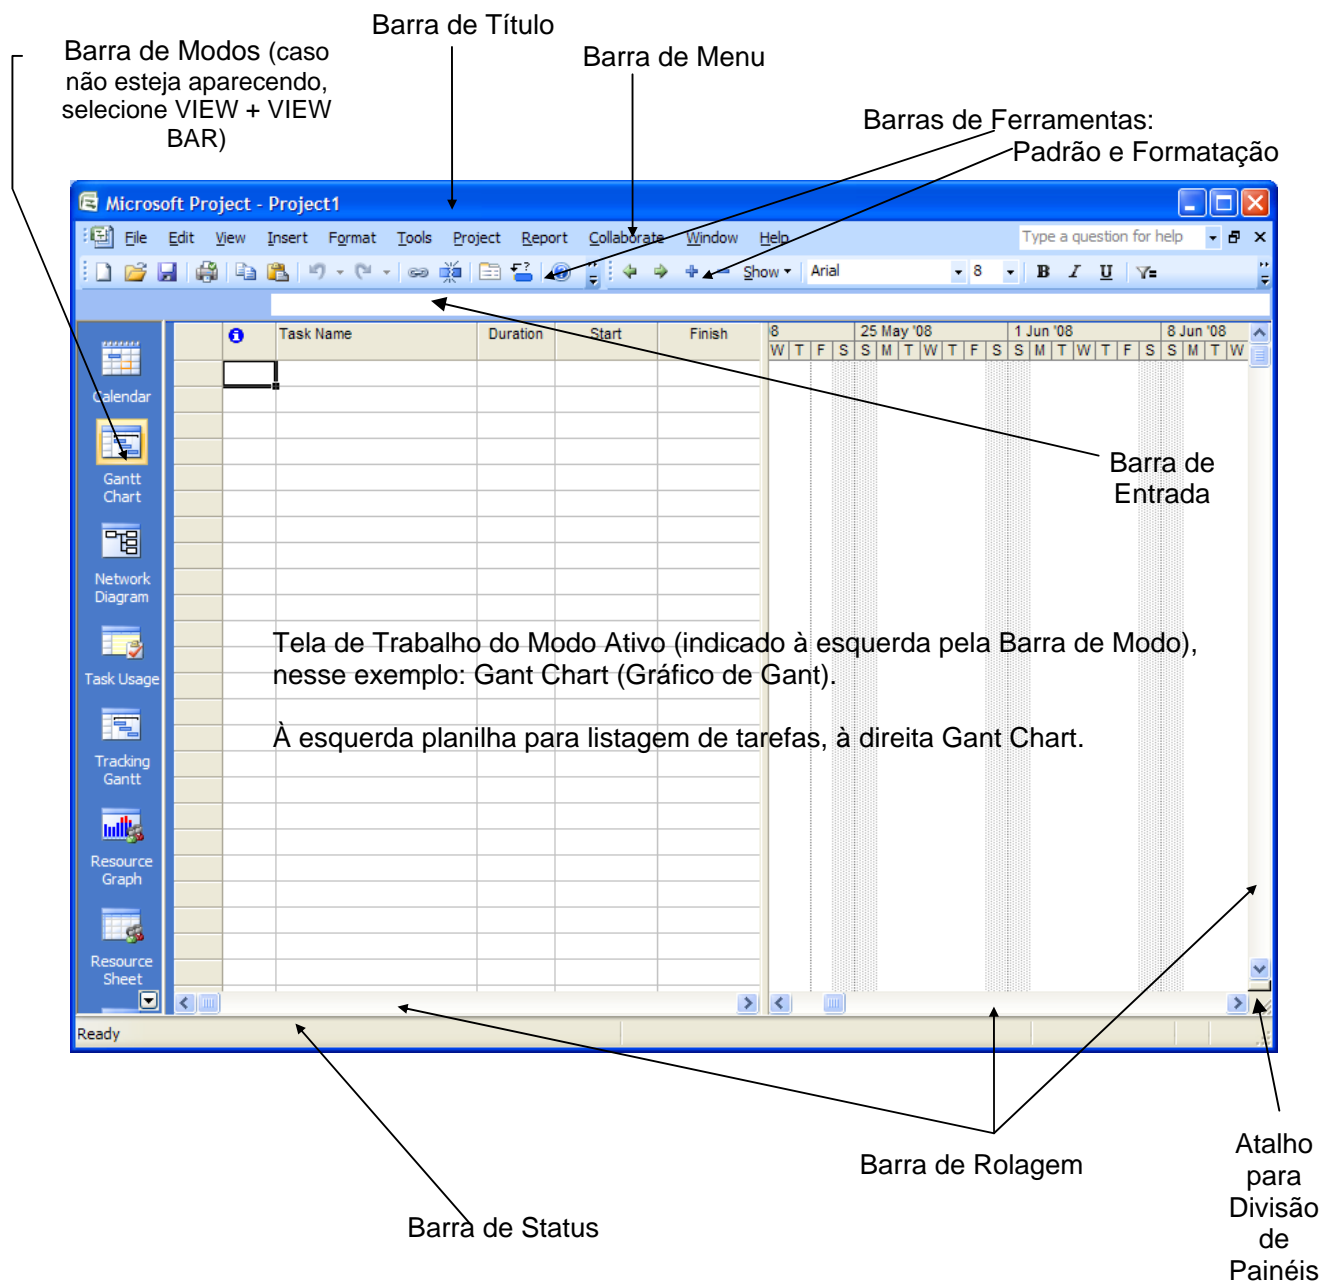 Barra de Título
Barra de Modos (caso
não esteja aparecendo,
selecione VIEW + VIEW
BAR)
Barra de Menu
Barras de Ferramentas:
Padrão e Formatação
Microsoft Project - Project1
File Edit View Insert Format Tools Project Report Collaborate Window Help Type a question for help
Show Arial 8 B I U
Task Name Duration Start Finish
'8 25 May '08 1 Jun '08 8 Jun '08
W T F S S M T W T F S S M T W T F S S M T W
Calendar
Gantt
Chart
Barra de
Entrada
Network
Diagram
Tela de Trabalho do Modo Ativo (indicado à esquerda pela Barra de Modo),
nesse exemplo: Gant Chart (Gráfico de Gant).
Task Usage
À esquerda planilha para listagem de tarefas, à direita Gant Chart.
Tracking
Gantt
Resource
Graph
Resource
Sheet
Ready
Barra de Rolagem
Atalho
para
Divisão
de
Painéis
Barra de Status